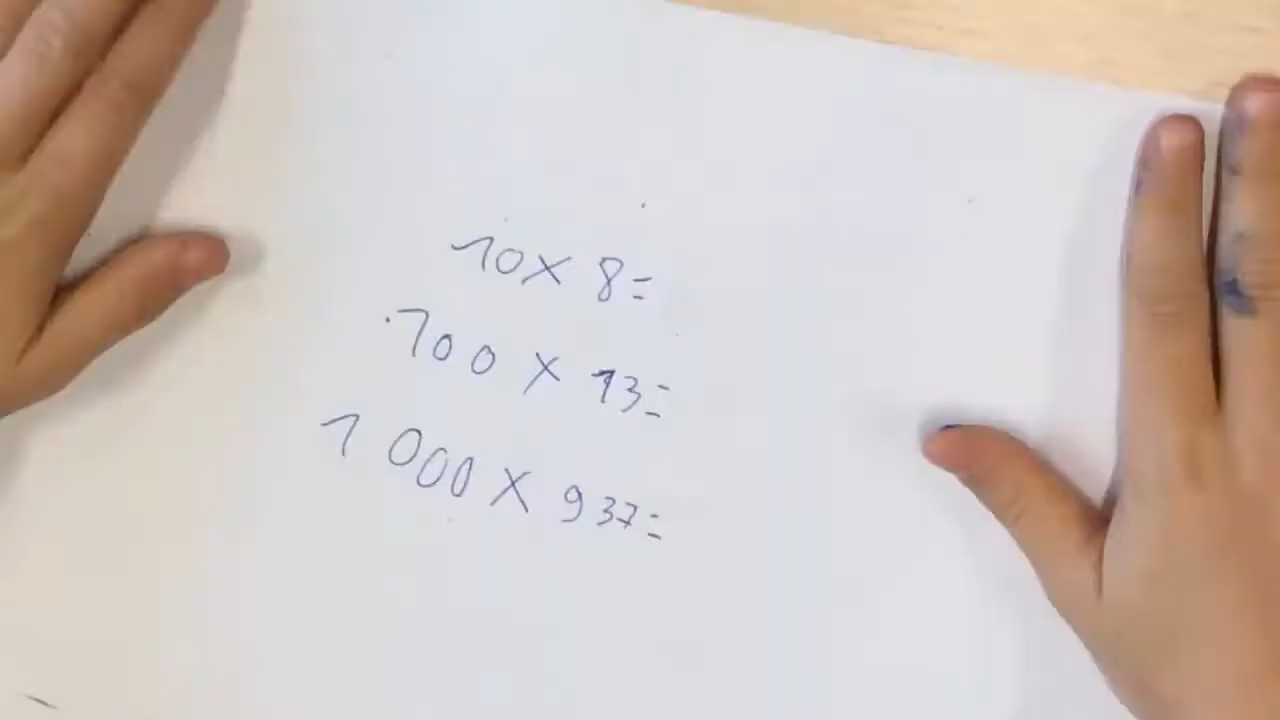 10 x 8 =
100 x 13 =
1 000 x 937 =